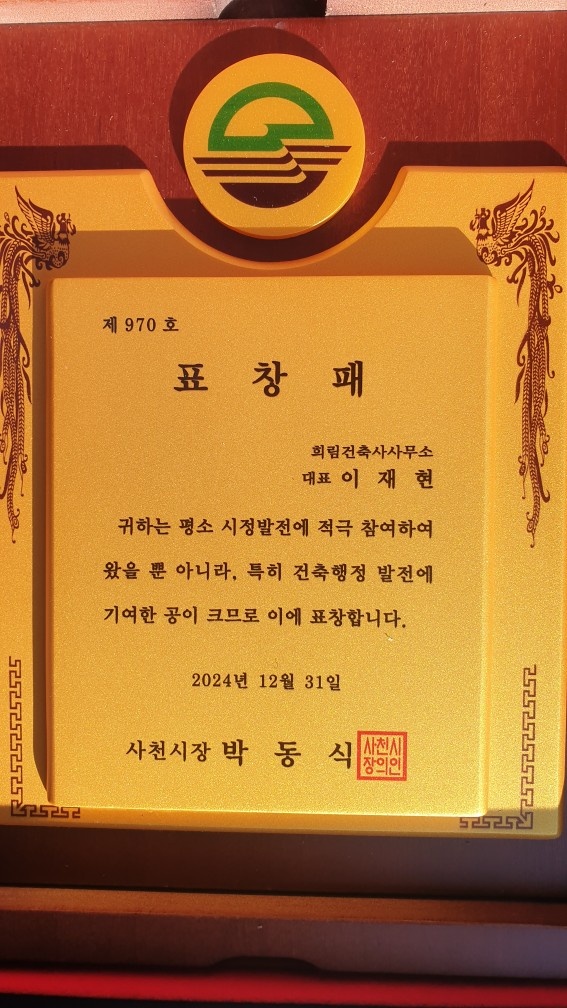 제 970 호
표 창 패
희림건축사사무소
대표 이 재 현
귀하는 평소 시정발전에 적극 참여하여
왔을 뿐 아니라, 특히 건축행정 발전에
기여한 공이 크므로 이에 표창합니다.
2024년 12월 31일
사천시장 박 동 식
사천시
장의인